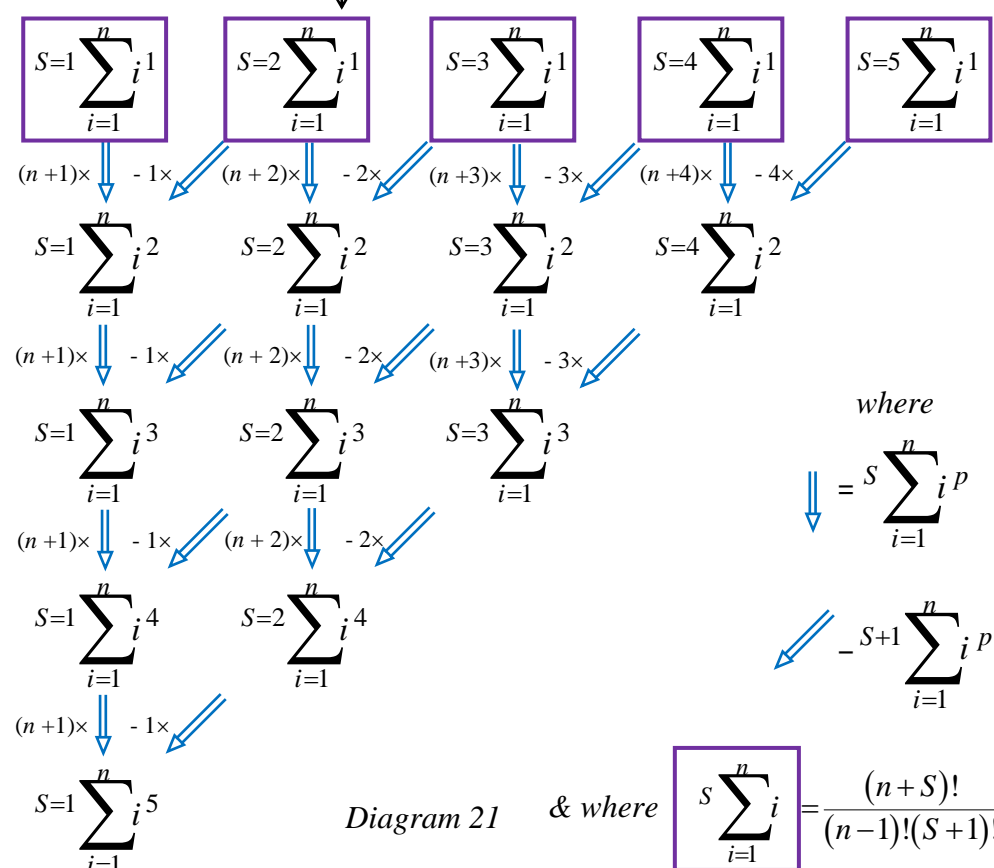 S=1 n∑i=1 i^1   S=2 n∑i=1 i^1   S=3 n∑i=1 i^1   S=4 n∑i=1 i^1   S=5 n∑i=1 i^1
(n +1)×   - 1×   (n + 2)×   - 2×   (n +3)×   - 3×   (n +4)×   - 4×
S=1 n∑i=1 i^2   S=2 n∑i=1 i^2   S=3 n∑i=1 i^2   S=4 n∑i=1 i^2
(n +1)×   - 1×   (n + 2)×   - 2×   (n +3)×   - 3×
S=1 n∑i=1 i^3   S=2 n∑i=1 i^3   S=3 n∑i=1 i^3
where
= S n∑i=1 i^p
(n +1)×   - 1×   (n + 2)×   - 2×
S=1 n∑i=1 i^4   S=2 n∑i=1 i^4
– S+1 n∑i=1 i^p
(n +1)×   - 1×
S=1 n∑i=1 i^5
Diagram 21   & where   S n∑i=1 i = (n + S)! / (n −1)!(S +1)!